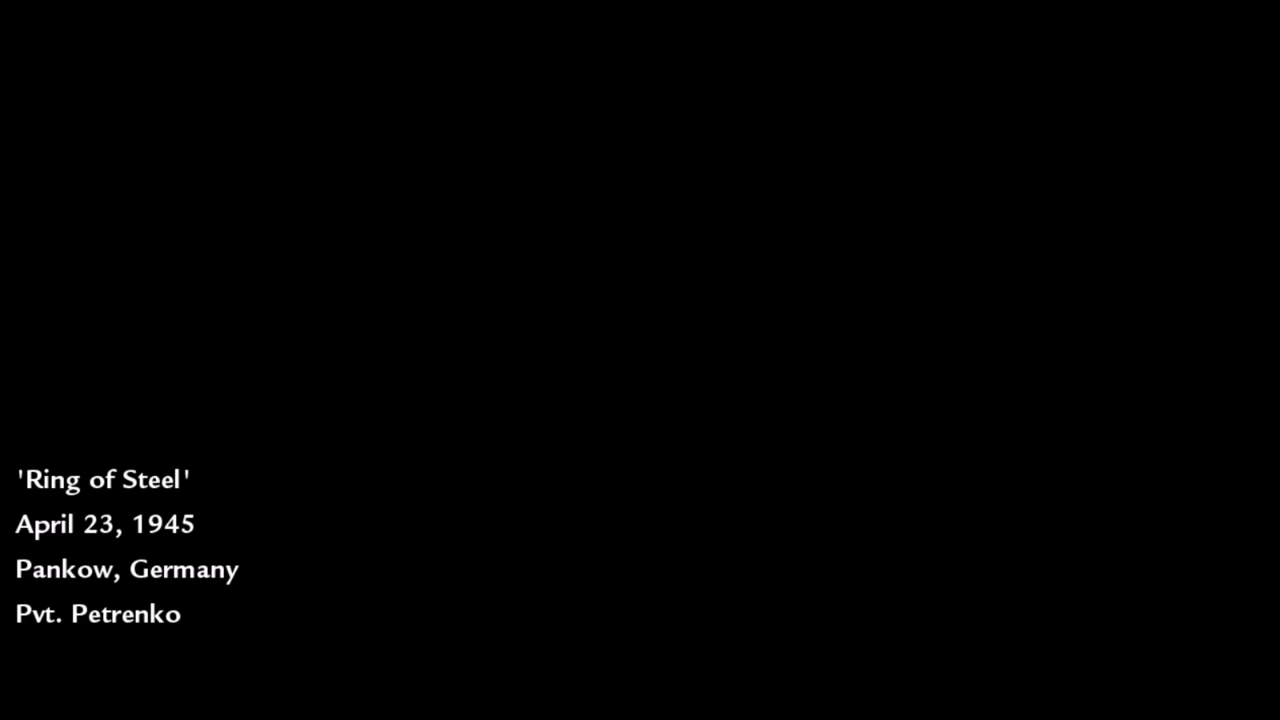 'Ring of Steel'
April 23, 1945
Pankow, Germany
Pvt. Petrenko